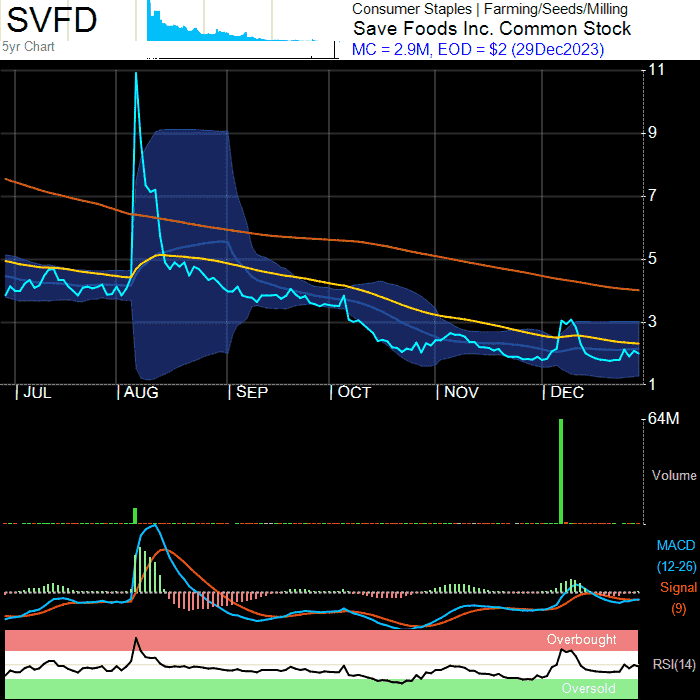 SVFD
5yr Chart
Consumer Staples | Farming/Seeds/Milling
Save Foods Inc. Common Stock
MC = 2.9M, EOD = $2 (29Dec2023)
11
9
7
5
3
1
JUL AUG SEP OCT NOV DEC
64M
Volume
MACD
(12-26)
Signal
(9)
Overbought
RSI(14)
Oversold